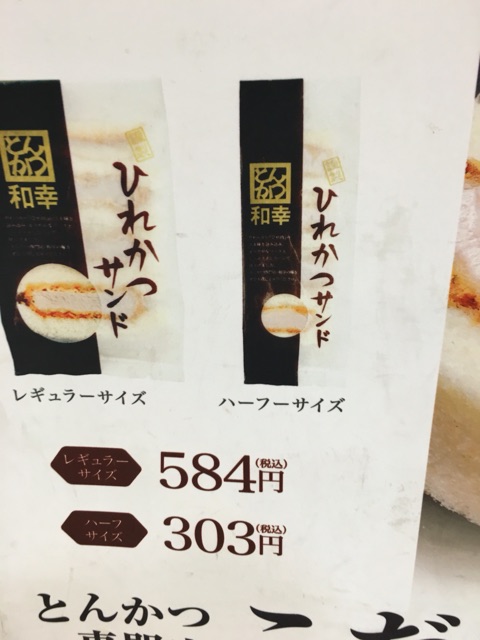 とんかつ
和幸
ひれかつ
サンド
とんかつ
和幸
ひれかつサンド
レギュラーサイズ
ハーフーサイズ
レギュラー
サイズ
584円
(税込)
ハーフ
サイズ
303円
(税込)
とんかつ